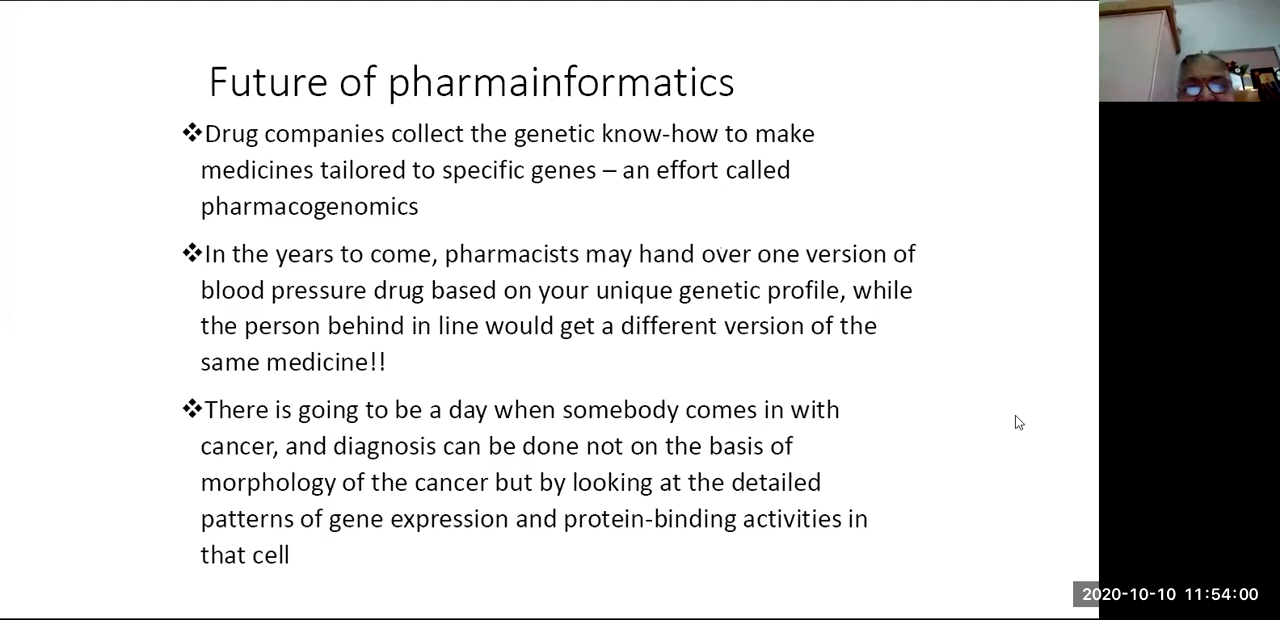 Future of pharmainformatics
❖Drug companies collect the genetic know-how to make
medicines tailored to specific genes – an effort called
pharmacogenomics
❖In the years to come, pharmacists may hand over one version of
blood pressure drug based on your unique genetic profile, while
the person behind in line would get a different version of the
same medicine!!
❖There is going to be a day when somebody comes in with
cancer, and diagnosis can be done not on the basis of
morphology of the cancer but by looking at the detailed
patterns of gene expression and protein-binding activities in
that cell
2020-10-10 11:54:00